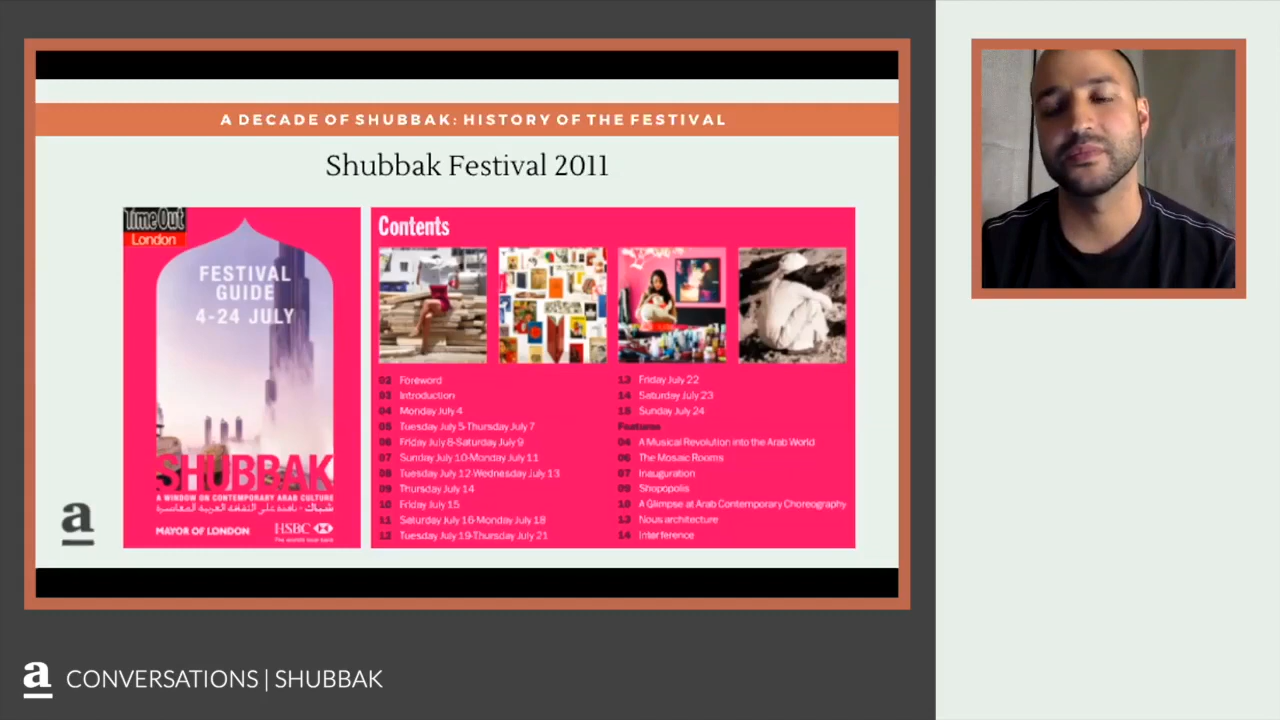 A DECADE OF SHUBBAK: HISTORY OF THE FESTIVAL
Shubbak Festival 2011
Time Out
London
FESTIVAL
GUIDE
4-24 JULY
SHUBBAK
A WINDOW ON CONTEMPORARY ARAB CULTURE
شباك - نافذة على الثقافة العربية المعاصرة
MAYOR OF LONDON
HSBC
Contents
02 Foreword
03 Introduction
04 Monday July 4
05 Tuesday July 5-Thursday July 7
06 Friday July 8-Saturday July 9
07 Sunday July 10-Monday July 11
08 Tuesday July 12-Wednesday July 13
09 Thursday July 14
10 Friday July 15
11 Saturday July 16-Monday July 18
12 Tuesday July 19-Thursday July 21
13 Friday July 22
14 Saturday July 23
15 Sunday July 24
Features
04 A Musical Revolution into the Arab World
06 The Mosaic Rooms
07 Inauguration
09 Shopopolis
10 A Glimpse at Arab Contemporary Choreography
13 Nous architecture
14 Interference
a
a CONVERSATIONS | SHUBBAK